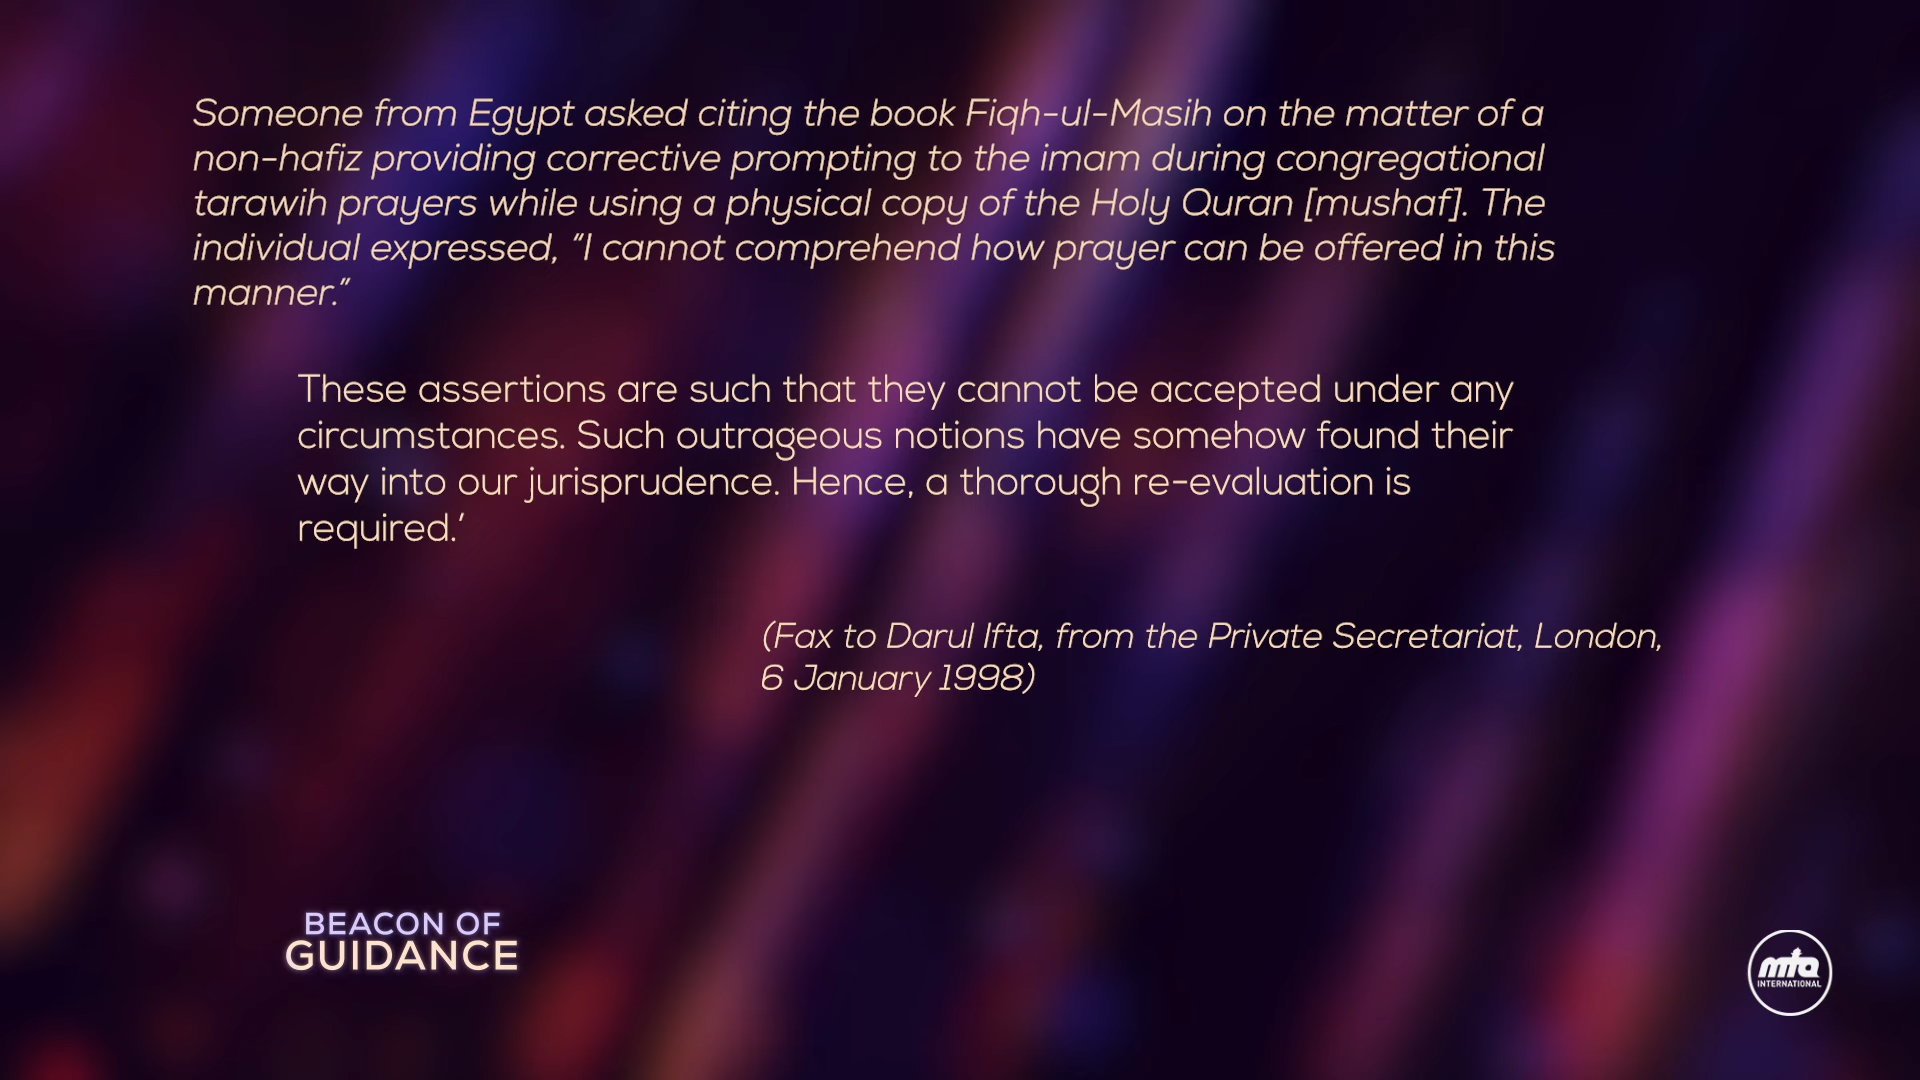 Someone from Egypt asked citing the book Fiqh-ul-Masih on the matter of a
non-hafiz providing corrective prompting to the imam during congregational
tarawih prayers while using a physical copy of the Holy Quran [mushaf]. The
individual expressed, “I cannot comprehend how prayer can be offered in this
manner.”
These assertions are such that they cannot be accepted under any
circumstances. Such outrageous notions have somehow found their
way into our jurisprudence. Hence, a thorough re-evaluation is
required.’
(Fax to Darul Ifta, from the Private Secretariat, London,
6 January 1998)
BEACON OF
GUIDANCE
mta
INTERNATIONAL